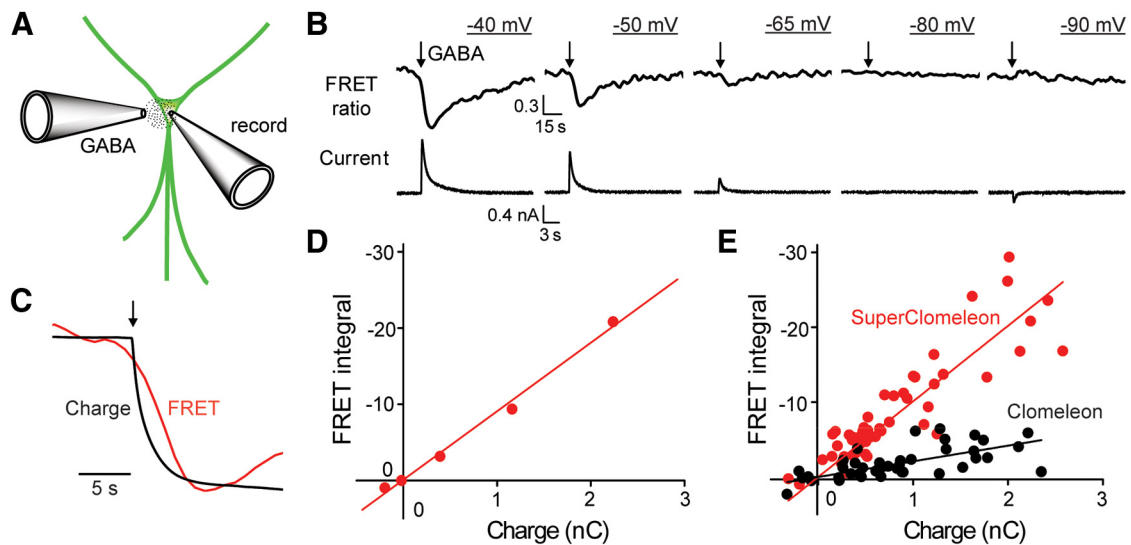 A
GABA
record
B
-40 mV
-50 mV
-65 mV
-80 mV
-90 mV
GABA
FRET
ratio
0.3
15 s
Current
0.4 nA
3 s
C
Charge
FRET
5 s
D
-30
-20
-10
0
0
1
2
3
FRET integral
Charge (nC)
E
-30
-20
-10
0
0
1
2
3
FRET integral
SuperClomeleon
Clomeleon
Charge (nC)